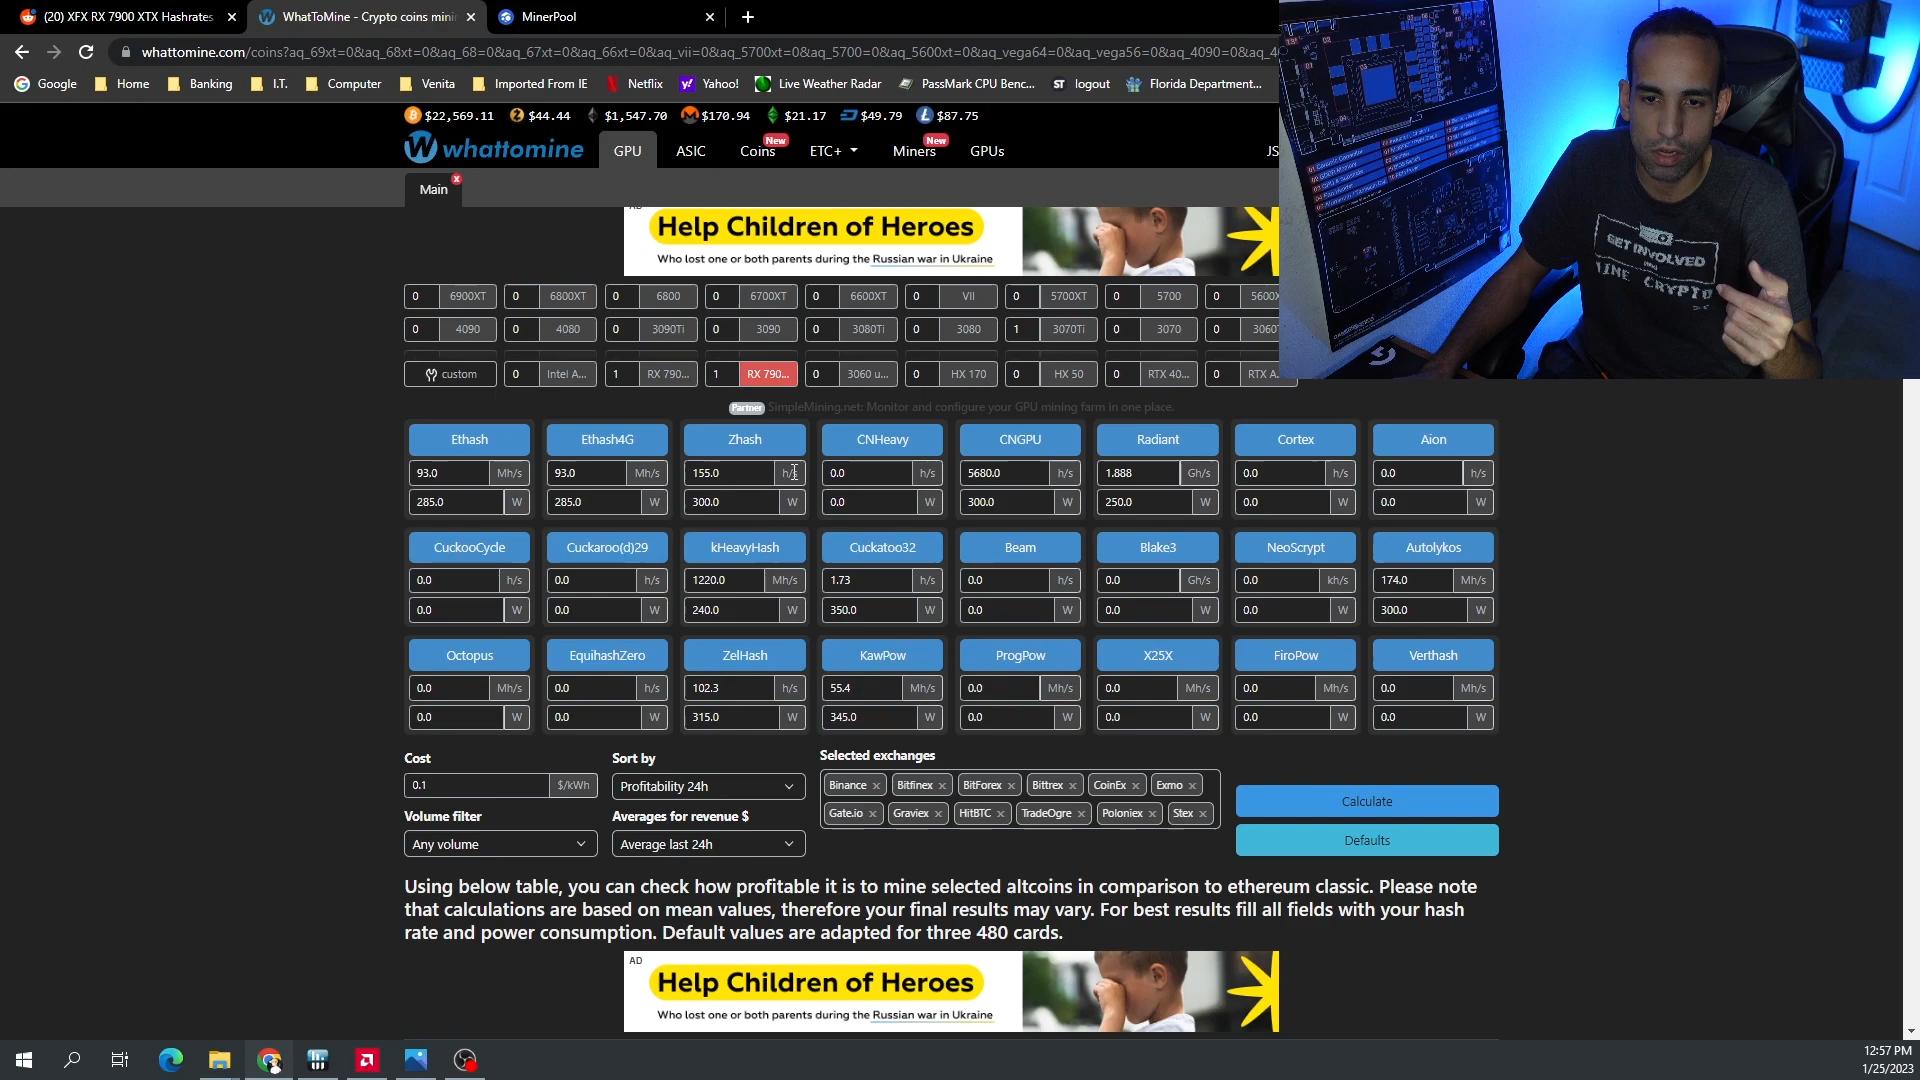 (20) XFX RX 7900 XTX Hashrates
WhatToMine - Crypto coins mini
MinerPool
whattomine.com/coins?aq_69xt=0&aq_68xt=0&aq_68=0&aq_67xt=0&aq_66xt=0&aq_vii=0&aq_5700xt=0&aq_5700=0&aq_5600xt=0&aq_vega64=0&aq_vega56=0&aq_4090=0&aq_4
Google Home Banking I.T. Computer Venita Imported From IE Netflix Yahoo! Live Weather Radar PassMark CPU Benc... ST logout Florida Department...
$22,569.11 $44.44 $1,547.70 $170.94 $21.17 $49.79 $87.75
whattomine GPU ASIC Coins New ETC+ Miners New GPUs JS
Main
AD
Help Children of Heroes
Who lost one or both parents during the Russian war in Ukraine
GET INVOLVED
MINE CRYPTO
0 6900XT 0 6800XT 0 6800 0 6700XT 0 6600XT 0 VII 0 5700XT 0 5700 0 5600X
0 4090 0 4080 0 3090Ti 0 3090 0 3080Ti 0 3080 1 3070Ti 0 3070 0 3060T
custom 0 Intel A... 1 RX 790... 1 RX 790... 0 3060 u... 0 HX 170 0 HX 50 0 RTX 40... 0 RTX A...
Partner SimpleMining.net: Monitor and configure your GPU mining farm in one place.
Ethash Ethash4G Zhash CNHeavy CNGPU Radiant Cortex Aion
93.0 Mh/s 93.0 Mh/s 155.0 h/s 0.0 h/s 5680.0 h/s 1.888 Gh/s 0.0 h/s 0.0 h/s
285.0 W 285.0 W 300.0 W 0.0 W 300.0 W 250.0 W 0.0 W 0.0 W
CuckooCycle Cuckaroo(d)29 kHeavyHash Cuckatoo32 Beam Blake3 NeoScrypt Autolykos
0.0 h/s 0.0 h/s 1220.0 Mh/s 1.73 h/s 0.0 h/s 0.0 Gh/s 0.0 kh/s 174.0 Mh/s
0.0 W 0.0 W 240.0 W 350.0 W 0.0 W 0.0 W 0.0 W 300.0 W
Octopus EquihashZero ZelHash KawPow ProgPow X25X FiroPow Verthash
0.0 Mh/s 0.0 h/s 102.3 h/s 55.4 Mh/s 0.0 Mh/s 0.0 Mh/s 0.0 Mh/s 0.0 Mh/s
0.0 W 0.0 W 315.0 W 345.0 W 0.0 W 0.0 W 0.0 W 0.0 W
Cost Sort by Selected exchanges
0.1 $/kWh Profitability 24h Binance Bitfinex BitForex Bittrex CoinEx Exmo
Calculate
Volume filter Averages for revenue $ Gate.io Graviex HitBTC TradeOgre Poloniex Stex
Any volume Average last 24h Defaults
Using below table, you can check how profitable it is to mine selected altcoins in comparison to ethereum classic. Please note
that calculations are based on mean values, therefore your final results may vary. For best results fill all fields with your hash
rate and power consumption. Default values are adapted for three 480 cards.
AD
Help Children of Heroes
Who lost one or both parents during the Russian war in Ukraine
12:57 PM
1/25/2023